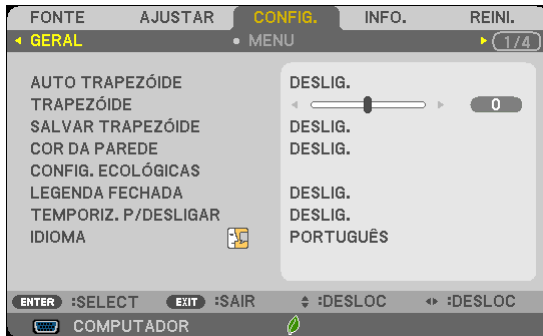 FONTE AJUSTAR CONFIG. INFO. REINI.
GERAL MENU 1/4
AUTO TRAPEZÓIDE DESLIG.
TRAPEZÓIDE 0
SALVAR TRAPEZÓIDE DESLIG.
COR DA PAREDE DESLIG.
CONFIG. ECOLÓGICAS
LEGENDA FECHADA DESLIG.
TEMPORIZ. P/DESLIGAR DESLIG.
IDIOMA PORTUGUÊS
ENTER :SELECT EXIT :SAIR :DESLOC :DESLOC
COMPUTADOR